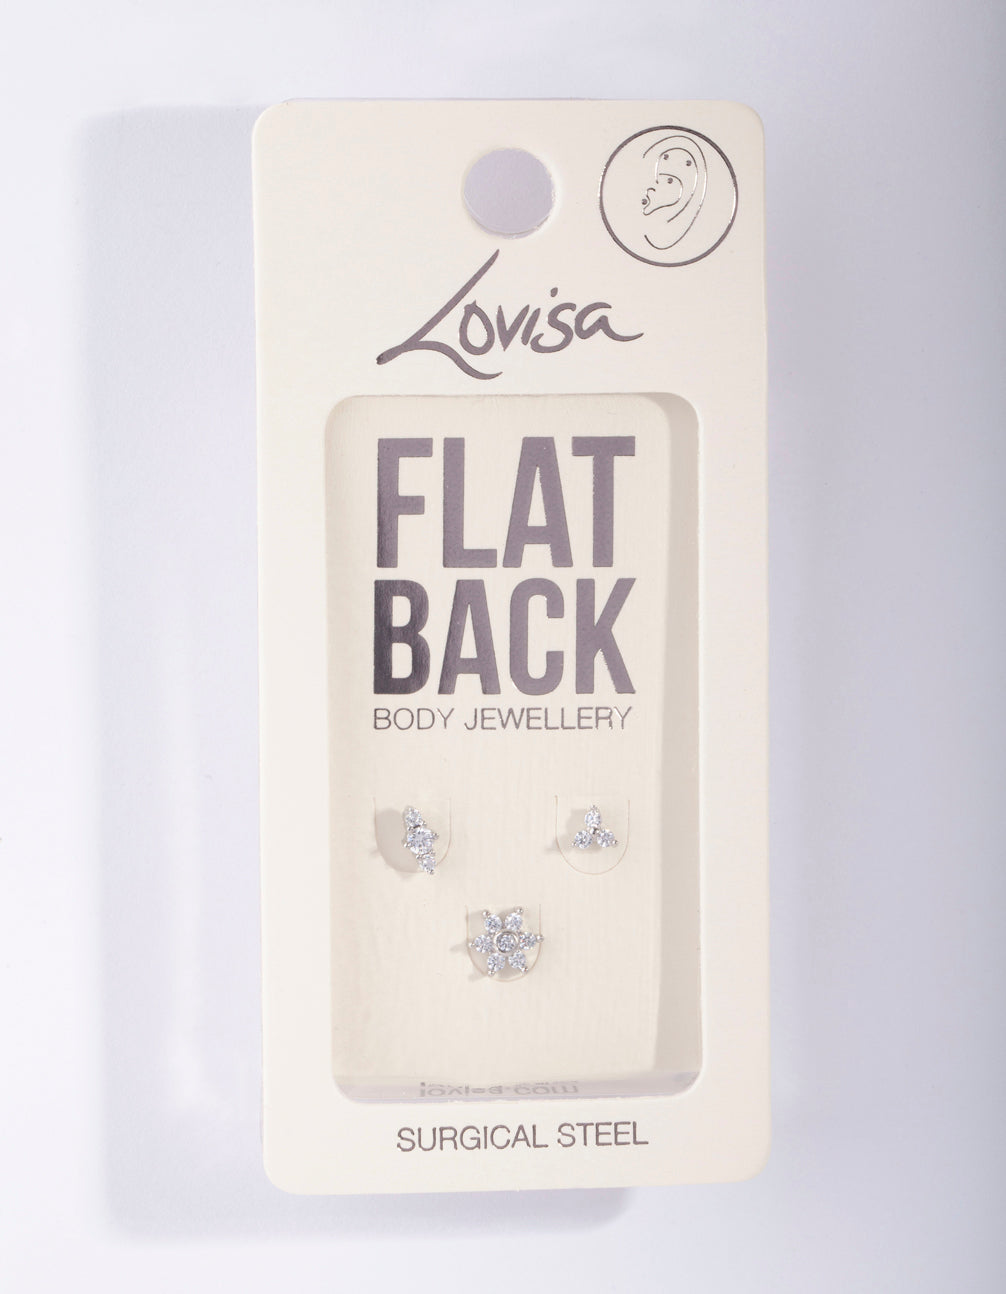 Lovisa
FLAT
BACK
BODY JEWELLERY
SURGICAL STEEL